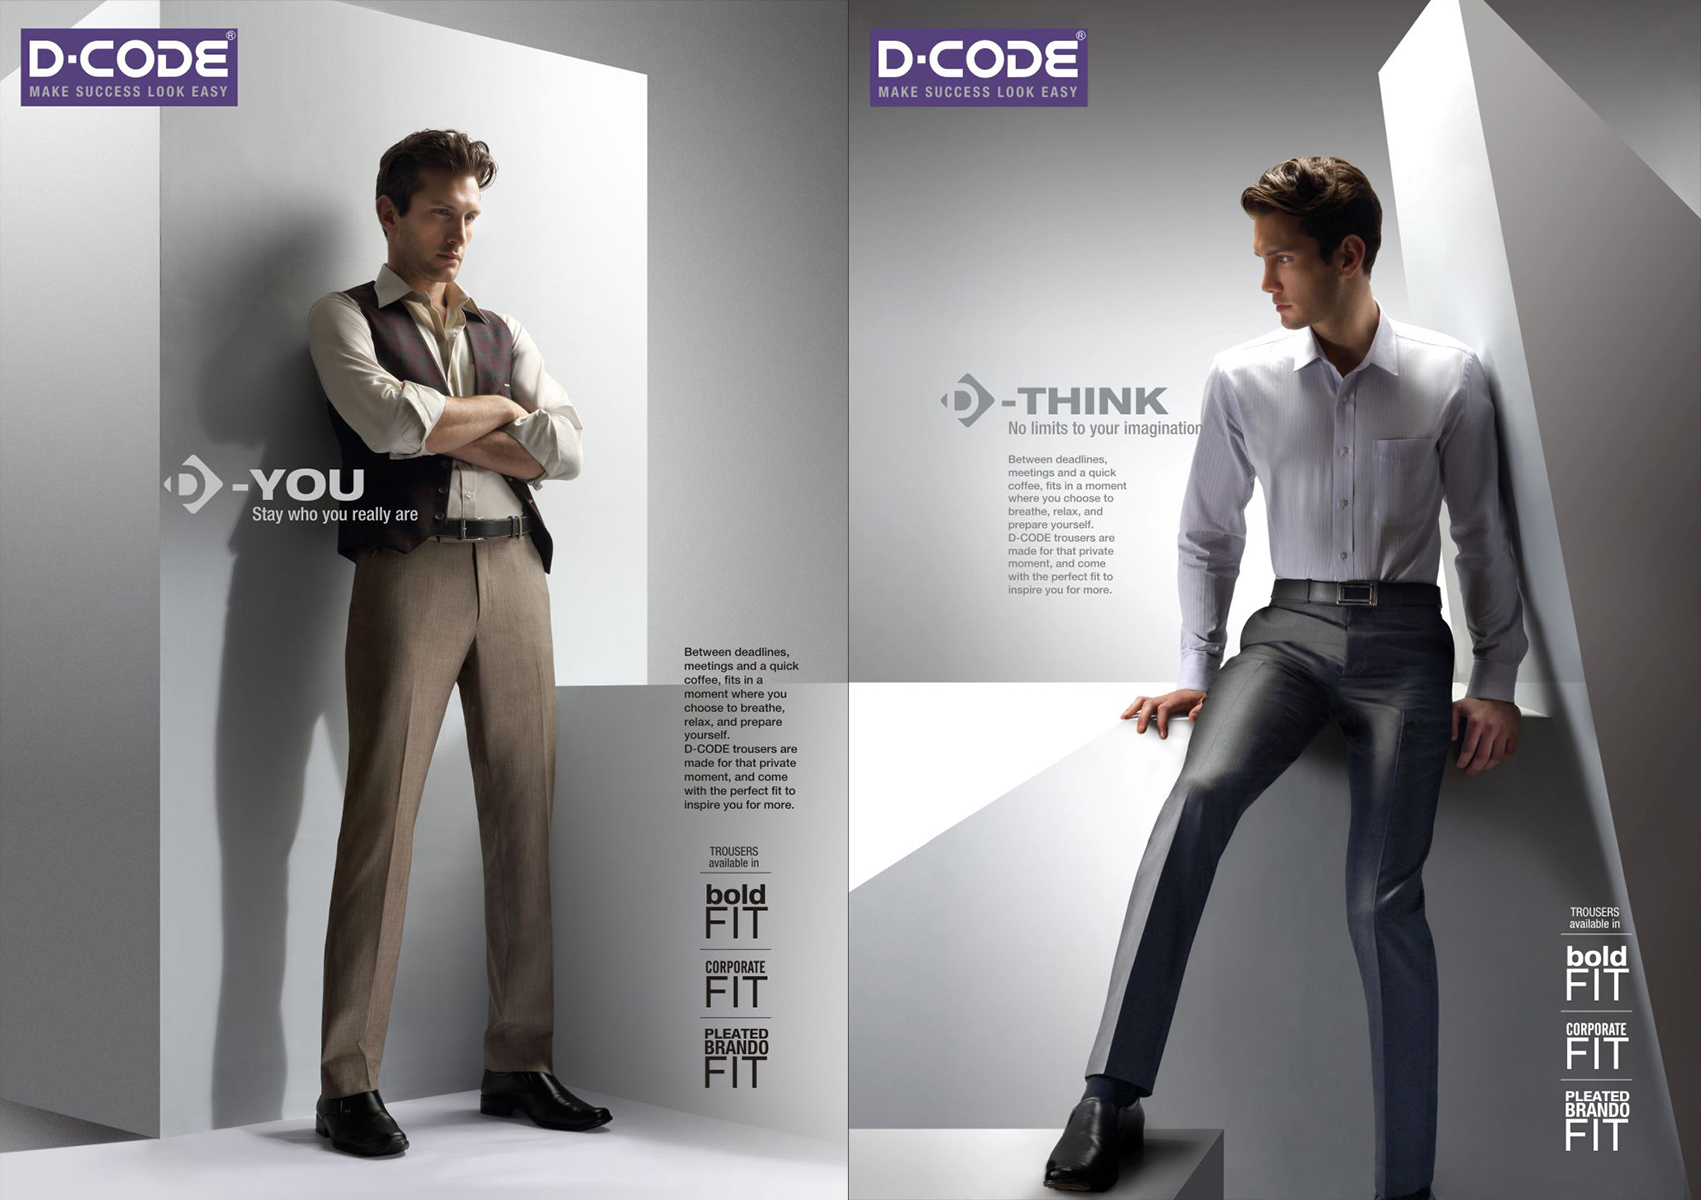 D-CODE®
MAKE SUCCESS LOOK EASY
D-YOU
Stay who you really are
Between deadlines,
meetings and a quick
coffee, fits in a
moment where you
choose to breathe,
relax, and prepare
yourself.
D-CODE trousers are
made for that private
moment, and come
with the perfect fit to
inspire you for more.
TROUSERS
available in
bold
FIT
CORPORATE
FIT
PLEATED
BRANDO
FIT
D-CODE®
MAKE SUCCESS LOOK EASY
D-THINK
No limits to your imagination
Between deadlines,
meetings and a quick
coffee, fits in a moment
where you choose to
breathe, relax, and
prepare yourself.
D-CODE trousers are
made for that private
moment, and come
with the perfect fit to
inspire you for more.
TROUSERS
available in
bold
FIT
CORPORATE
FIT
PLEATED
BRANDO
FIT